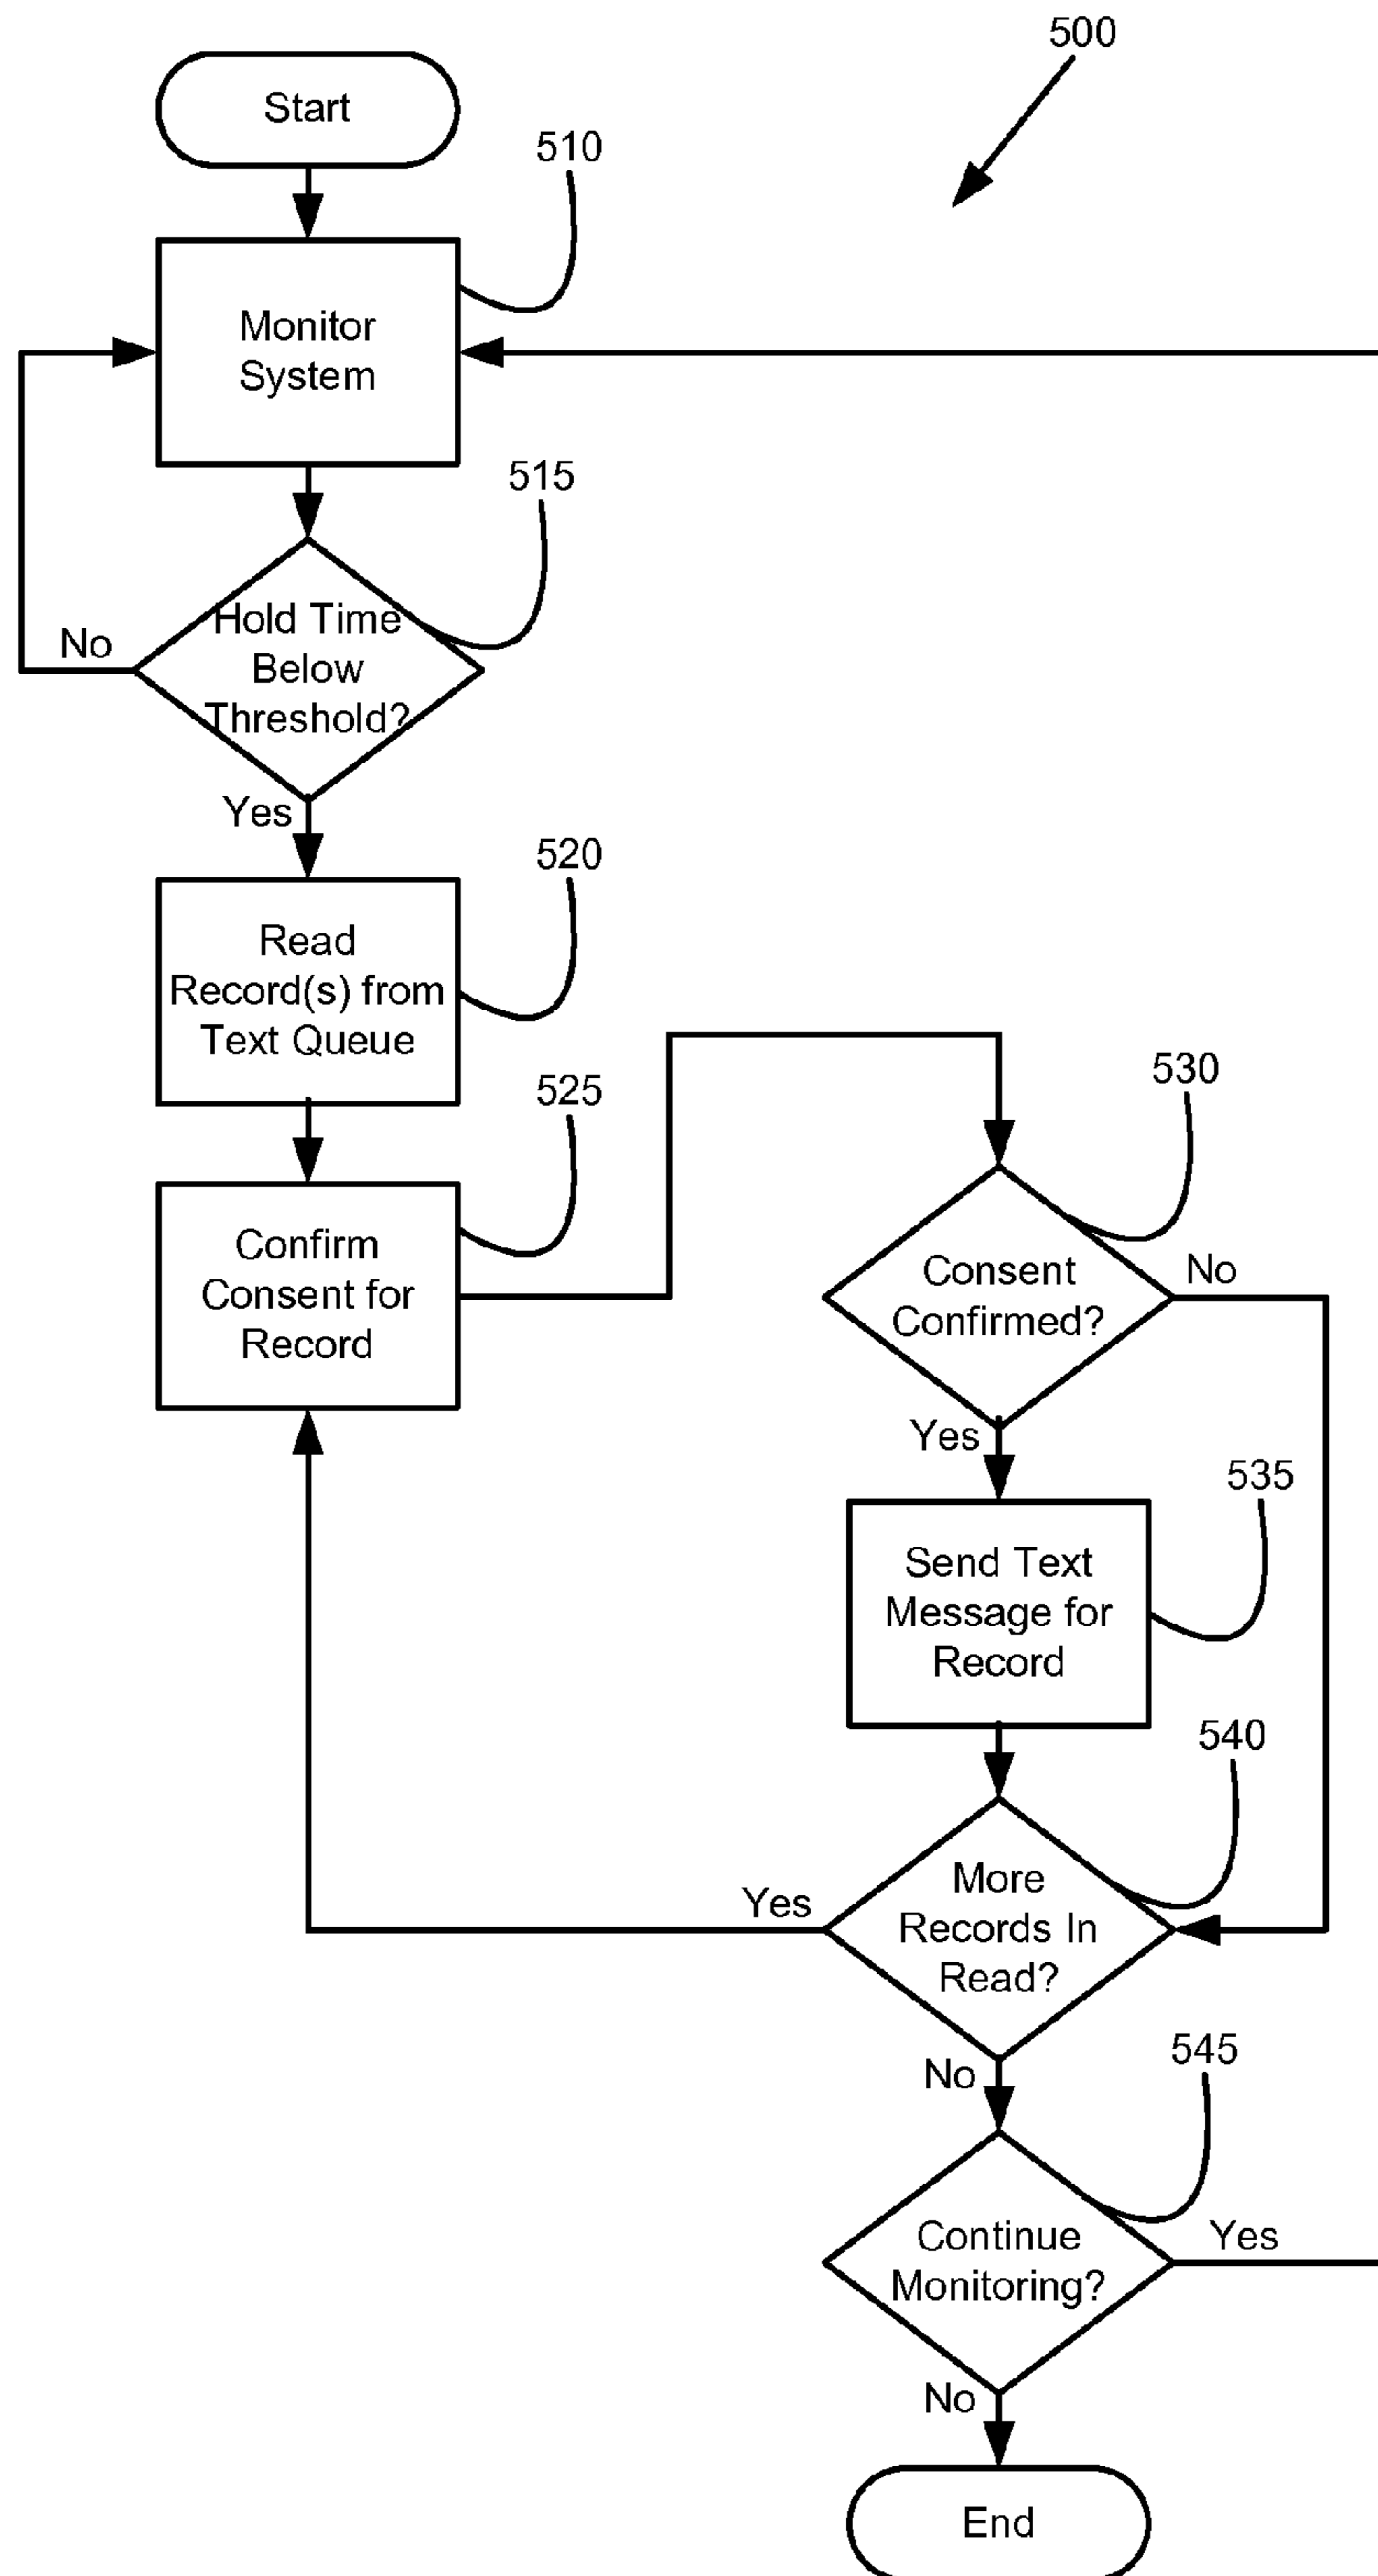 500
Start
510
Monitor
System
515
Hold Time
Below
Threshold?
No
Yes
520
Read
Record(s) from
Text Queue
525
Confirm
Consent for
Record
530
Consent
Confirmed?
No
Yes
535
Send Text
Message for
Record
540
More
Records In
Read?
Yes
No
545
Continue
Monitoring?
Yes
No
End